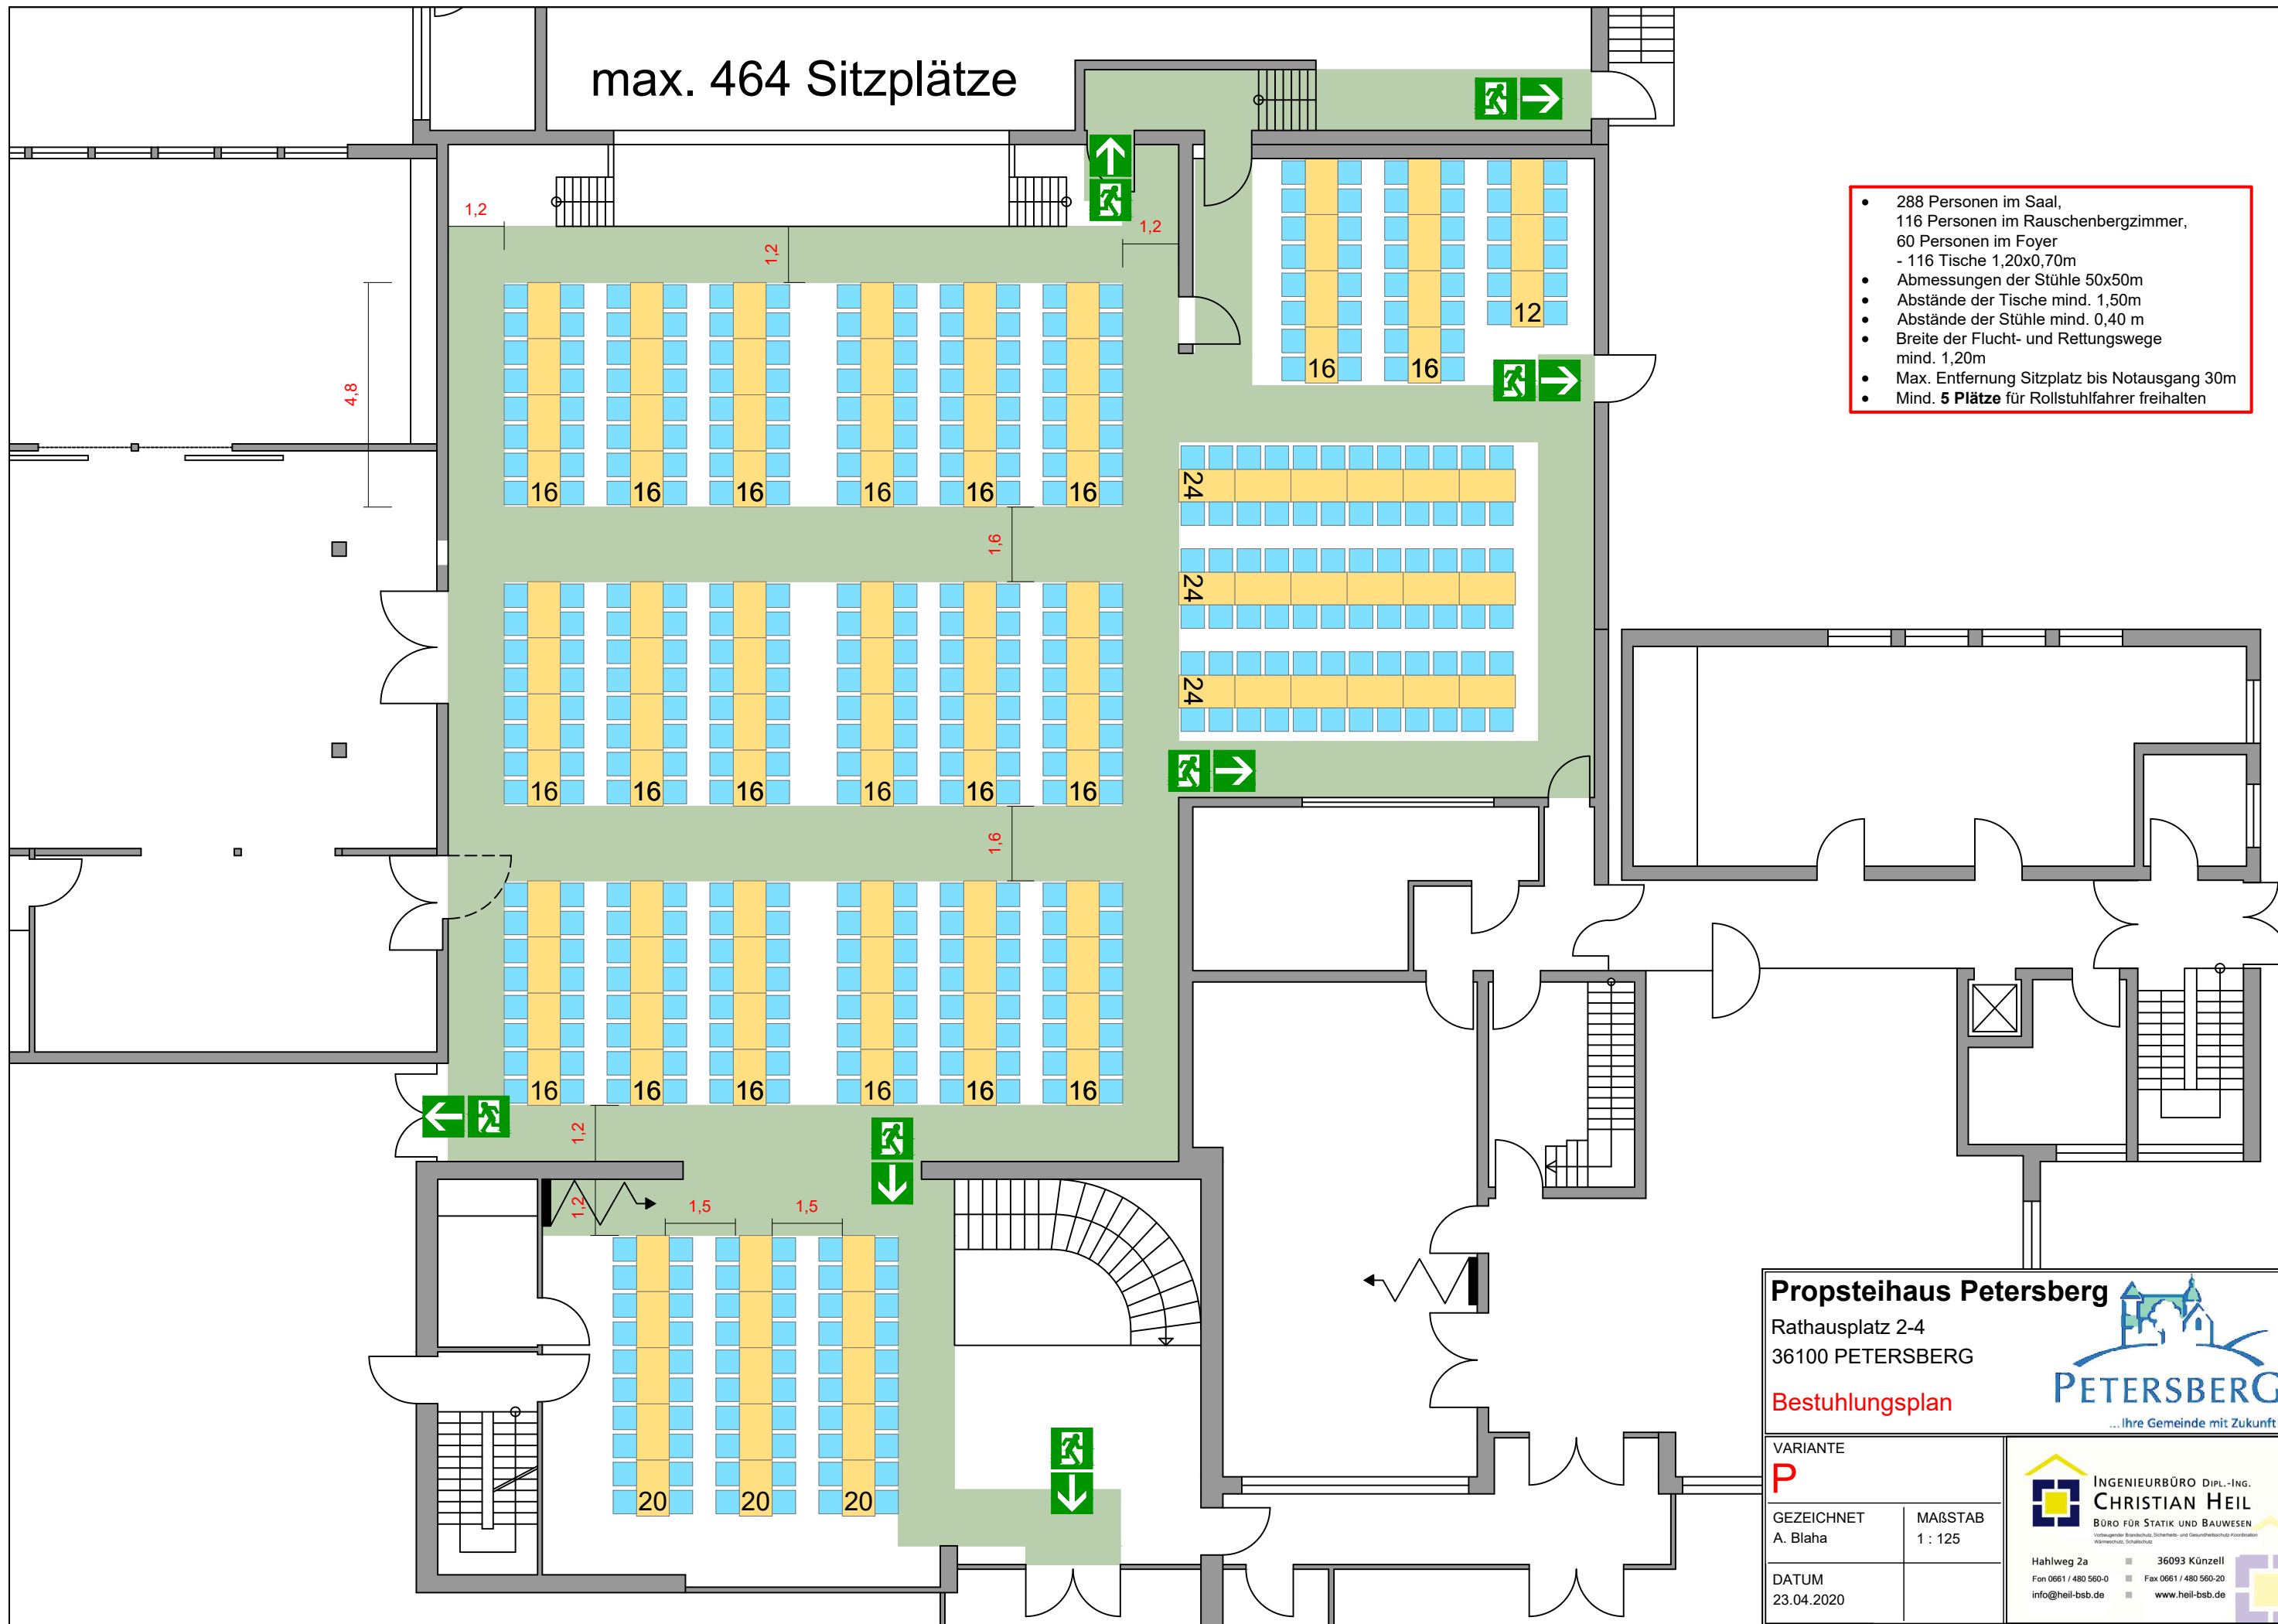 max. 464 Sitzplätze
1,2
1,2
1,2
4,8
12
16
16
• 288 Personen im Saal,
116 Personen im Rauschenbergzimmer,
60 Personen im Foyer
- 116 Tische 1,20x0,70m
• Abmessungen der Stühle 50x50m
• Abstände der Tische mind. 1,50m
• Abstände der Stühle mind. 0,40 m
• Breite der Flucht- und Rettungswege
mind. 1,20m
• Max. Entfernung Sitzplatz bis Notausgang 30m
• Mind. 5 Plätze für Rollstuhlfahrer freihalten
16 16 16 16 16 16
24
1,6
24
24
16 16 16 16 16 16
1,6
16 16 16 16 16 16
1,2
1,2
1,5 1,5
20 20 20
Propsteihaus Petersberg
Rathausplatz 2-4
36100 PETERSBERG
Bestuhlungsplan
PETERSBERG
...Ihre Gemeinde mit Zukunft
VARIANTE
P
GEZEICHNET
A. Blaha
MAßSTAB
1 : 125
DATUM
23.04.2020
INGENIEURBÜRO DIPL.-ING.
CHRISTIAN HEIL
BÜRO FÜR STATIK UND BAUWESEN
Vorbeugender Brandschutz, Sicherheits- und Gesundheitsschutz-Koordination
Wärmeschutz, Schallschutz
Hahlweg 2a 36093 Künzell
Fon 0661 / 480 560-0 Fax 0661 / 480 560-20
info@heil-bsb.de www.heil-bsb.de